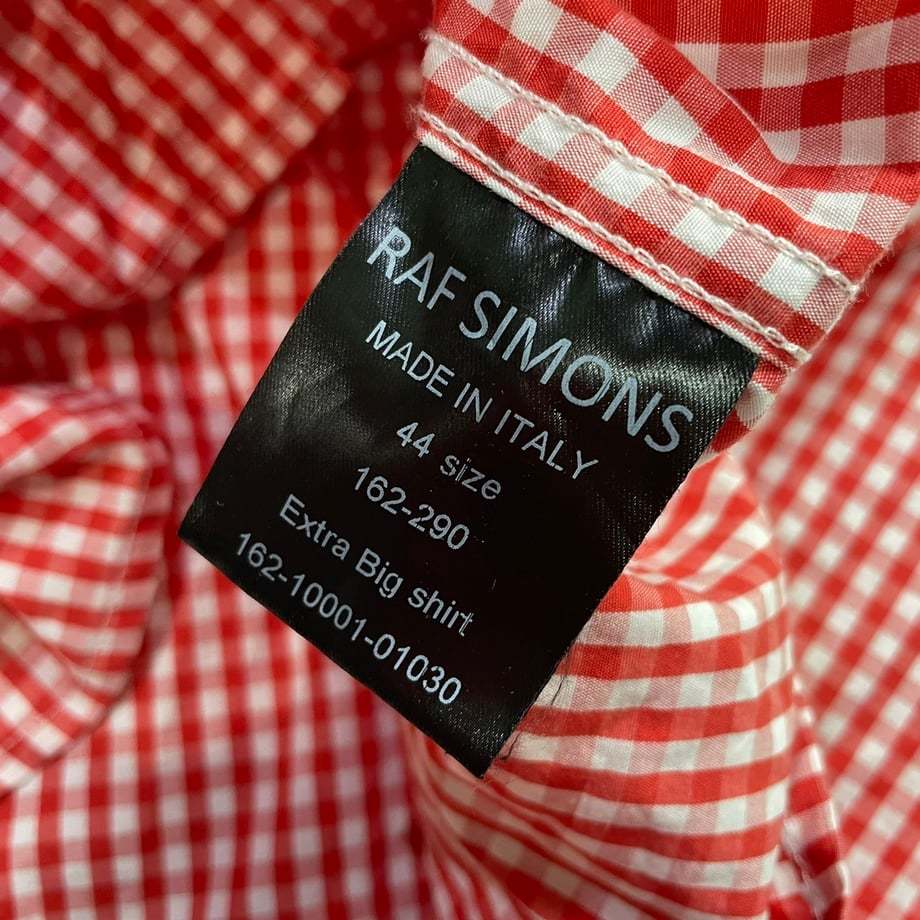 RAF SIMONS
MADE IN ITALY
44 size
162-290
Extra Big shirt
162-10001-01030